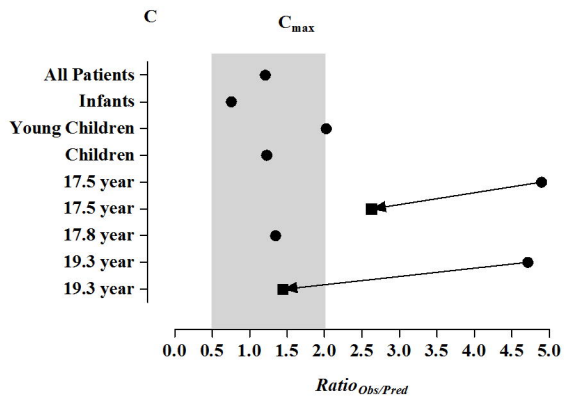 C
Cmax
All Patients
Infants
Young Children
Children
17.5 year
17.5 year
17.8 year
19.3 year
19.3 year
0.0 0.5 1.0 1.5 2.0 2.5 3.0 3.5 4.0 4.5 5.0
Ratio Obs/Pred